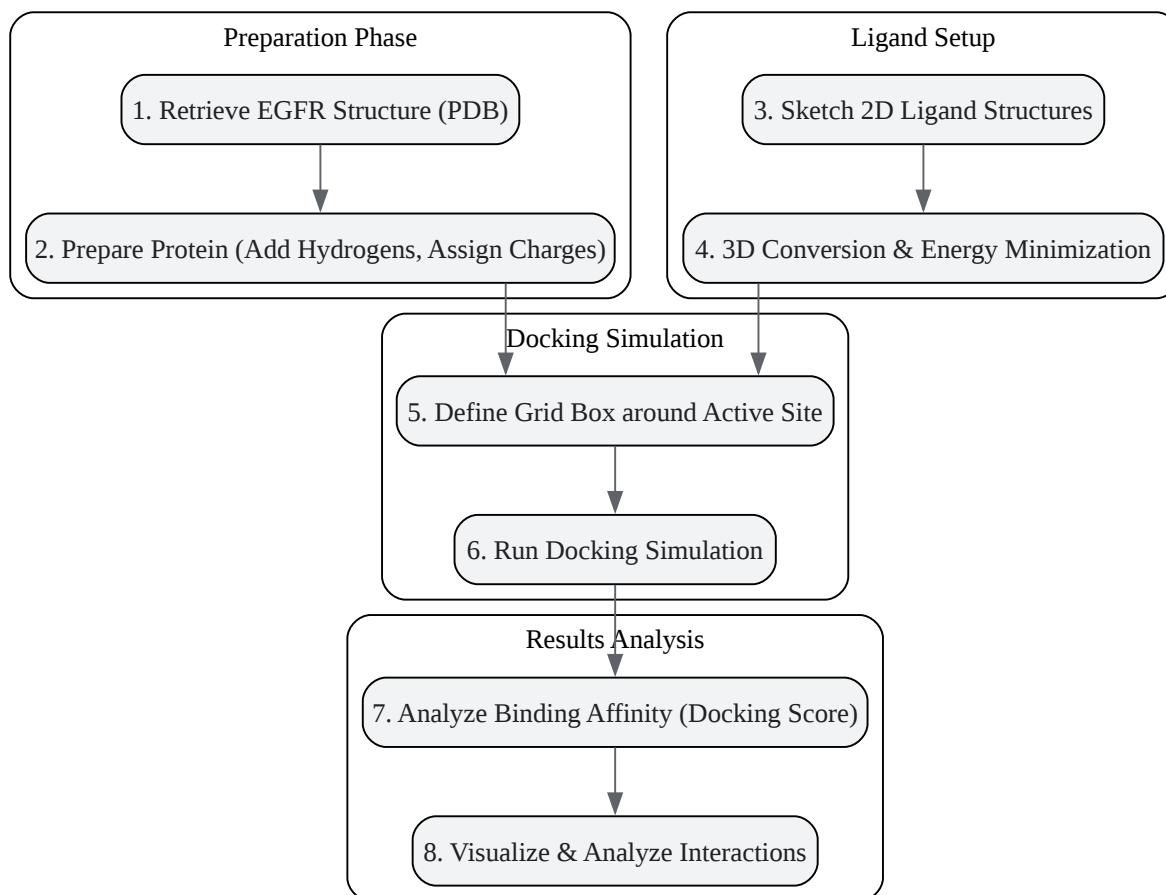 Preparation Phase
1. Retrieve EGFR Structure (PDB)
2. Prepare Protein (Add Hydrogens, Assign Charges)
Ligand Setup
3. Sketch 2D Ligand Structures
4. 3D Conversion & Energy Minimization
Docking Simulation
5. Define Grid Box around Active Site
6. Run Docking Simulation
Results Analysis
7. Analyze Binding Affinity (Docking Score)
8. Visualize & Analyze Interactions